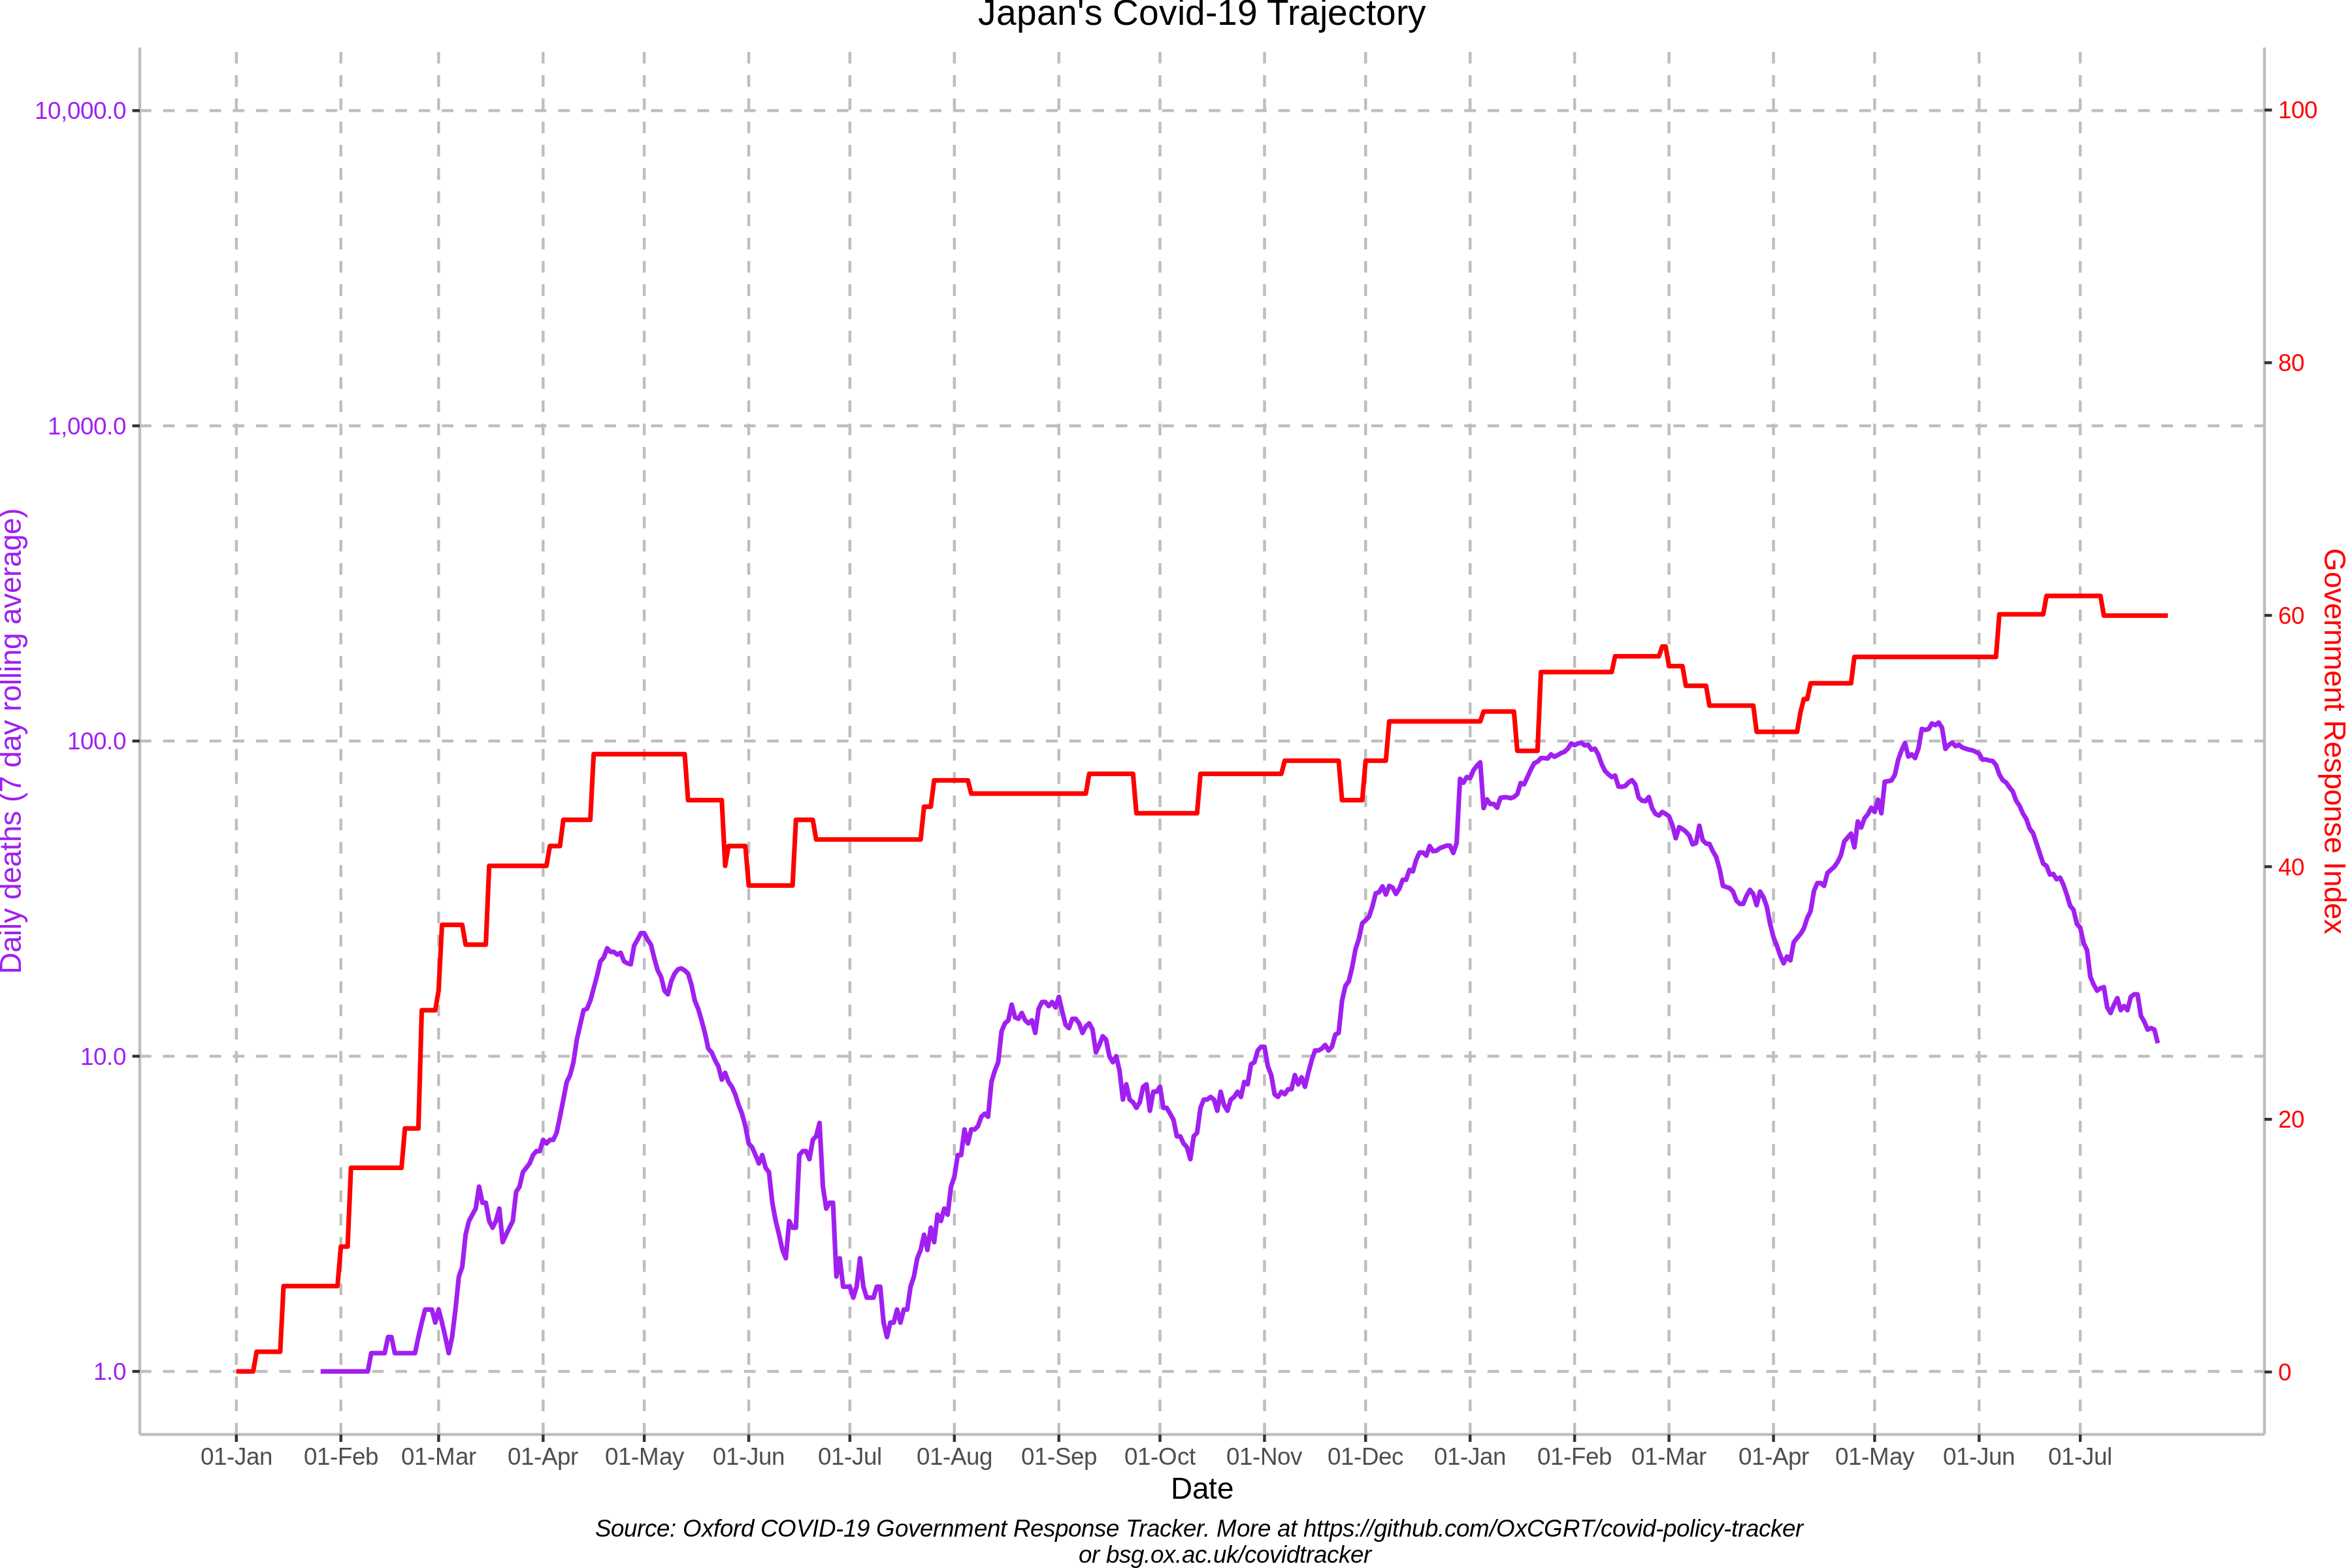 Japan's Covid-19 Trajectory
10,000.0
1,000.0
100.0
10.0
1.0
Daily deaths (7 day rolling average)
100
80
60
40
20
0
Government Response Index
01-Jan 01-Feb 01-Mar 01-Apr 01-May 01-Jun 01-Jul 01-Aug 01-Sep 01-Oct 01-Nov 01-Dec 01-Jan 01-Feb 01-Mar 01-Apr 01-May 01-Jun 01-Jul
Date
Source: Oxford COVID-19 Government Response Tracker. More at https://github.com/OxCGRT/covid-policy-tracker
or bsg.ox.ac.uk/covidtracker